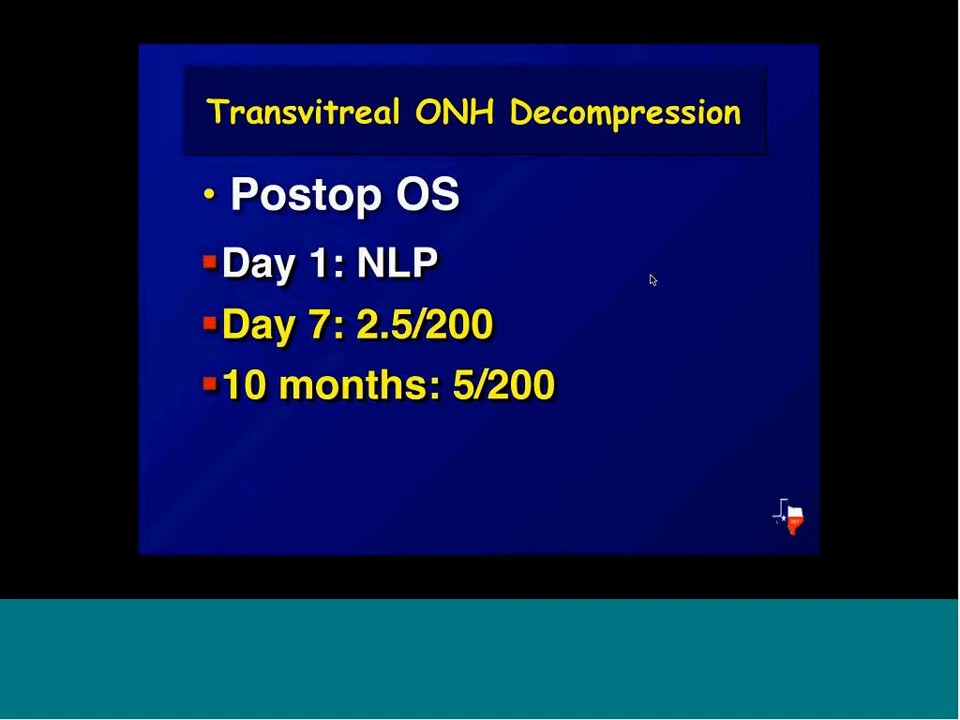 Transvitreal ONH Decompression
• Postop OS
▪Day 1: NLP
▪Day 7: 2.5/200
▪10 months: 5/200